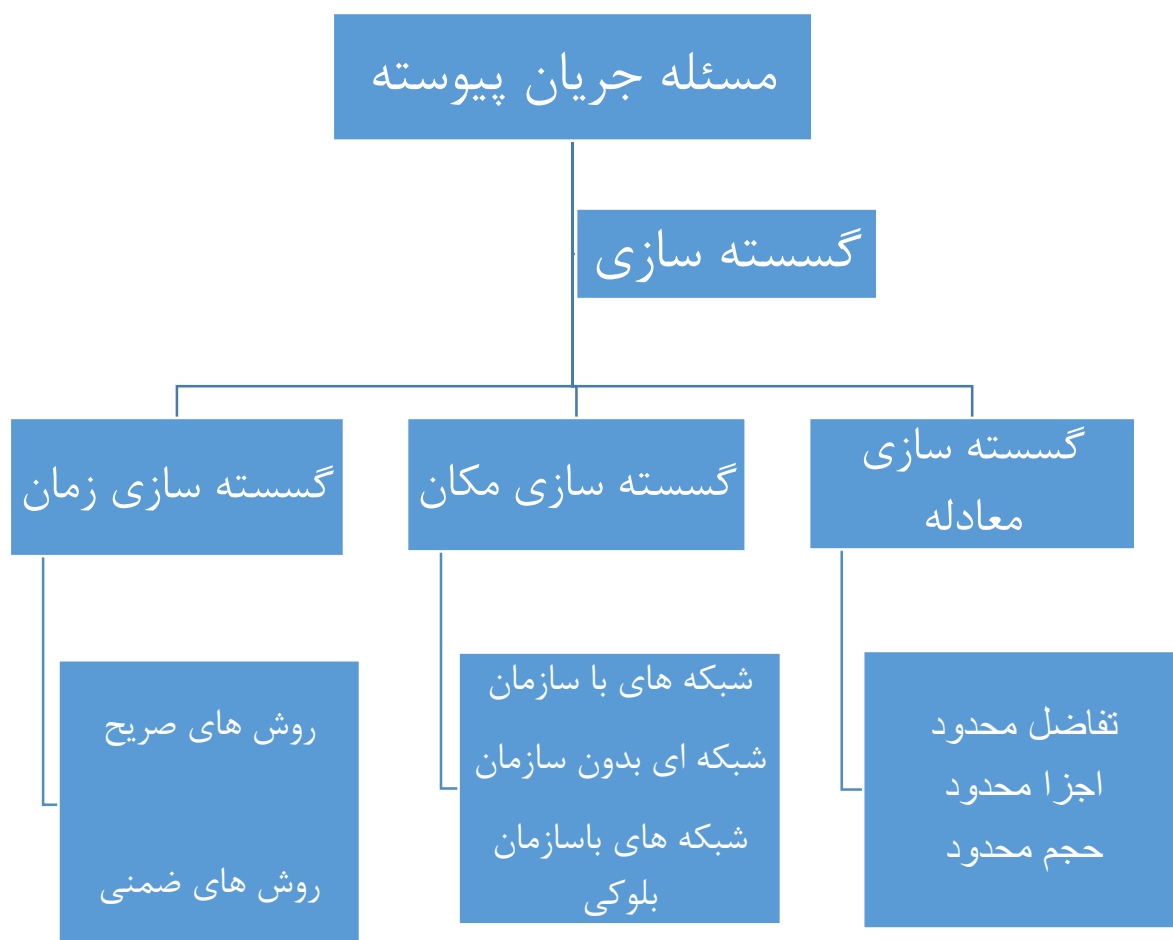 مسئله جریان پیوسته
گسسته سازی
گسسته سازی
معادله
گسسته سازی مکان
گسسته سازی زمان
تفاضل محدود
اجزا محدود
حجم محدود
شبکه های با سازمان
شبکه ای بدون سازمان
شبکه های باسازمان
بلوکی
روش های صریح
روش های ضمنی